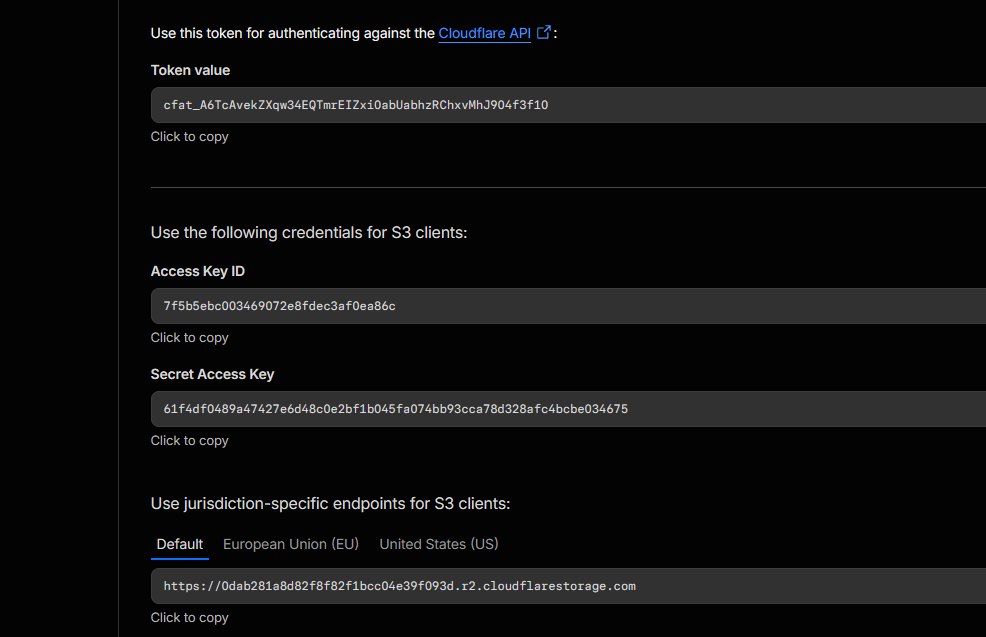 Use this token for authenticating against the Cloudflare API:
Token value
cfat_A6TcAvekZXqw34EQTmrEIZxiOabUabhzRChxvMhJ9O4f3f1O
Click to copy
Use the following credentials for S3 clients:
Access Key ID
7f5b5ebc003469072e8fdec3af0ea86c
Click to copy
Secret Access Key
61f4df0489a47427e6d48c0e2bf1b045fa074bb93cca78d328afc4bcbe034675
Click to copy
Use jurisdiction-specific endpoints for S3 clients:
Default European Union (EU) United States (US)
https://0dab281a8d82f8f82f1bcc04e39f093d.r2.cloudflarestorage.com
Click to copy